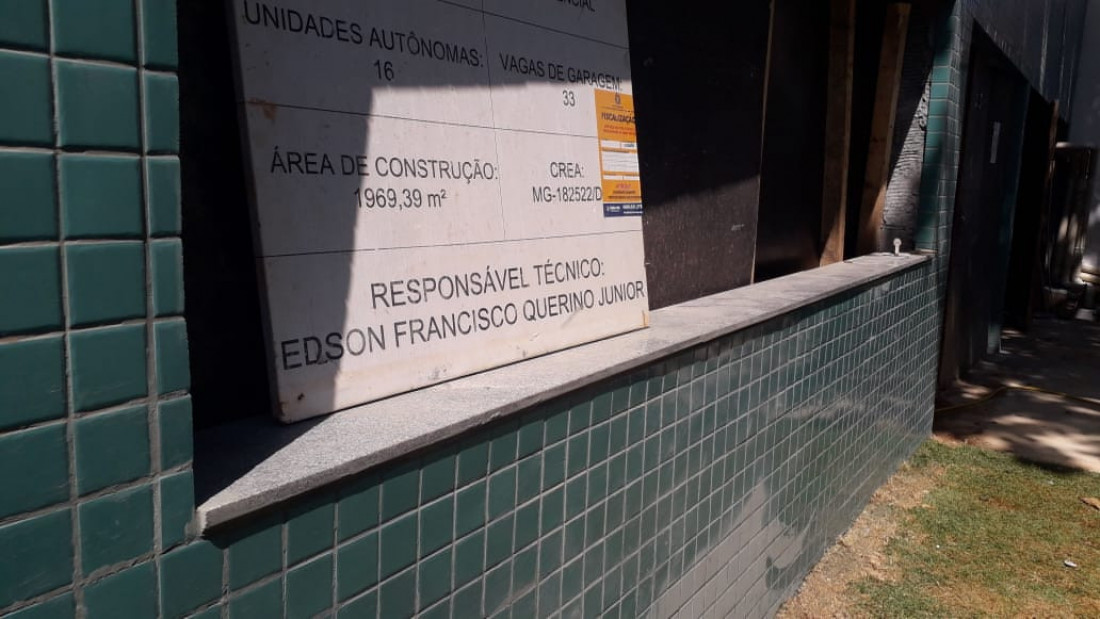 UNIDADES AUTÔNOMAS:
16
VAGAS DE GARAGEM:
33
FISCALIZAÇÃO
ÁREA DE CONSTRUÇÃO:
1969,39 m²
CREA:
MG-182522/D
RESPONSÁVEL TÉCNICO:
EDSON FRANCISCO QUERINO JUNIOR